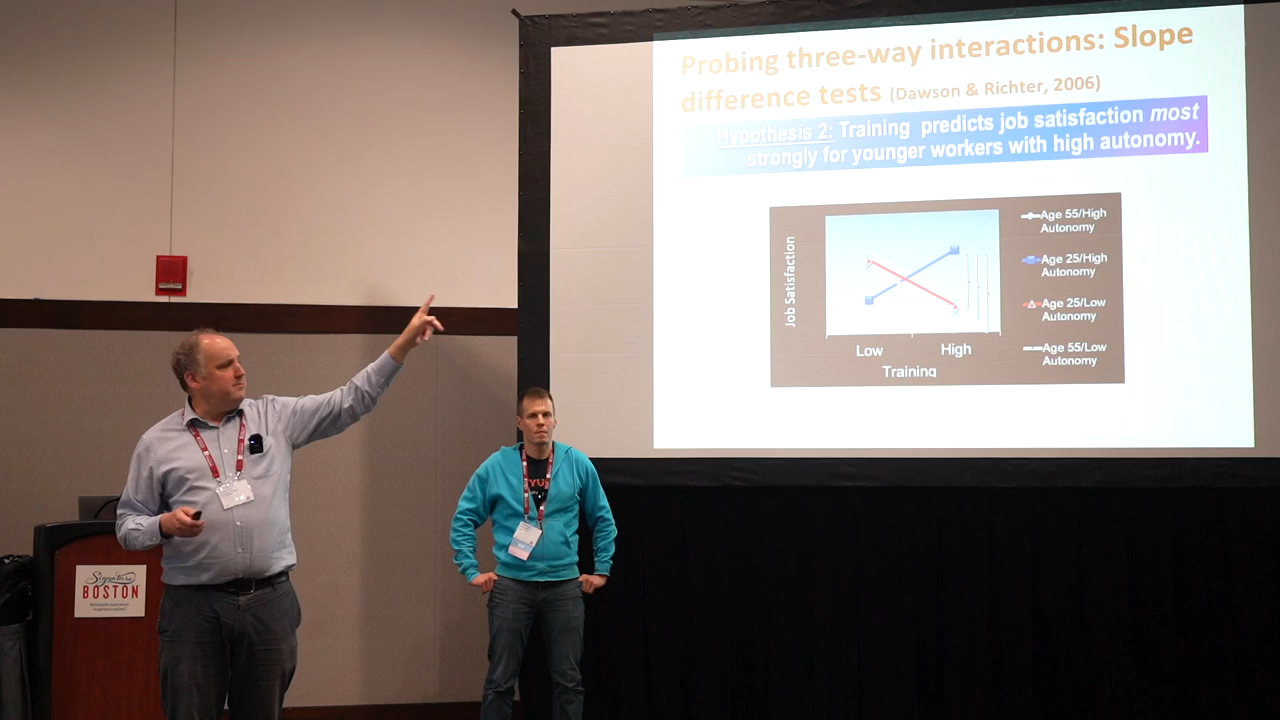 Probing three-way interactions: Slope
difference tests (Dawson & Richter, 2006)
Hypothesis 2: Training predicts job satisfaction most
strongly for younger workers with high autonomy.
Job Satisfaction
Low
High
Training
Age 55/High
Autonomy
Age 25/High
Autonomy
Age 25/Low
Autonomy
Age 55/Low
Autonomy
Signature
BOSTON